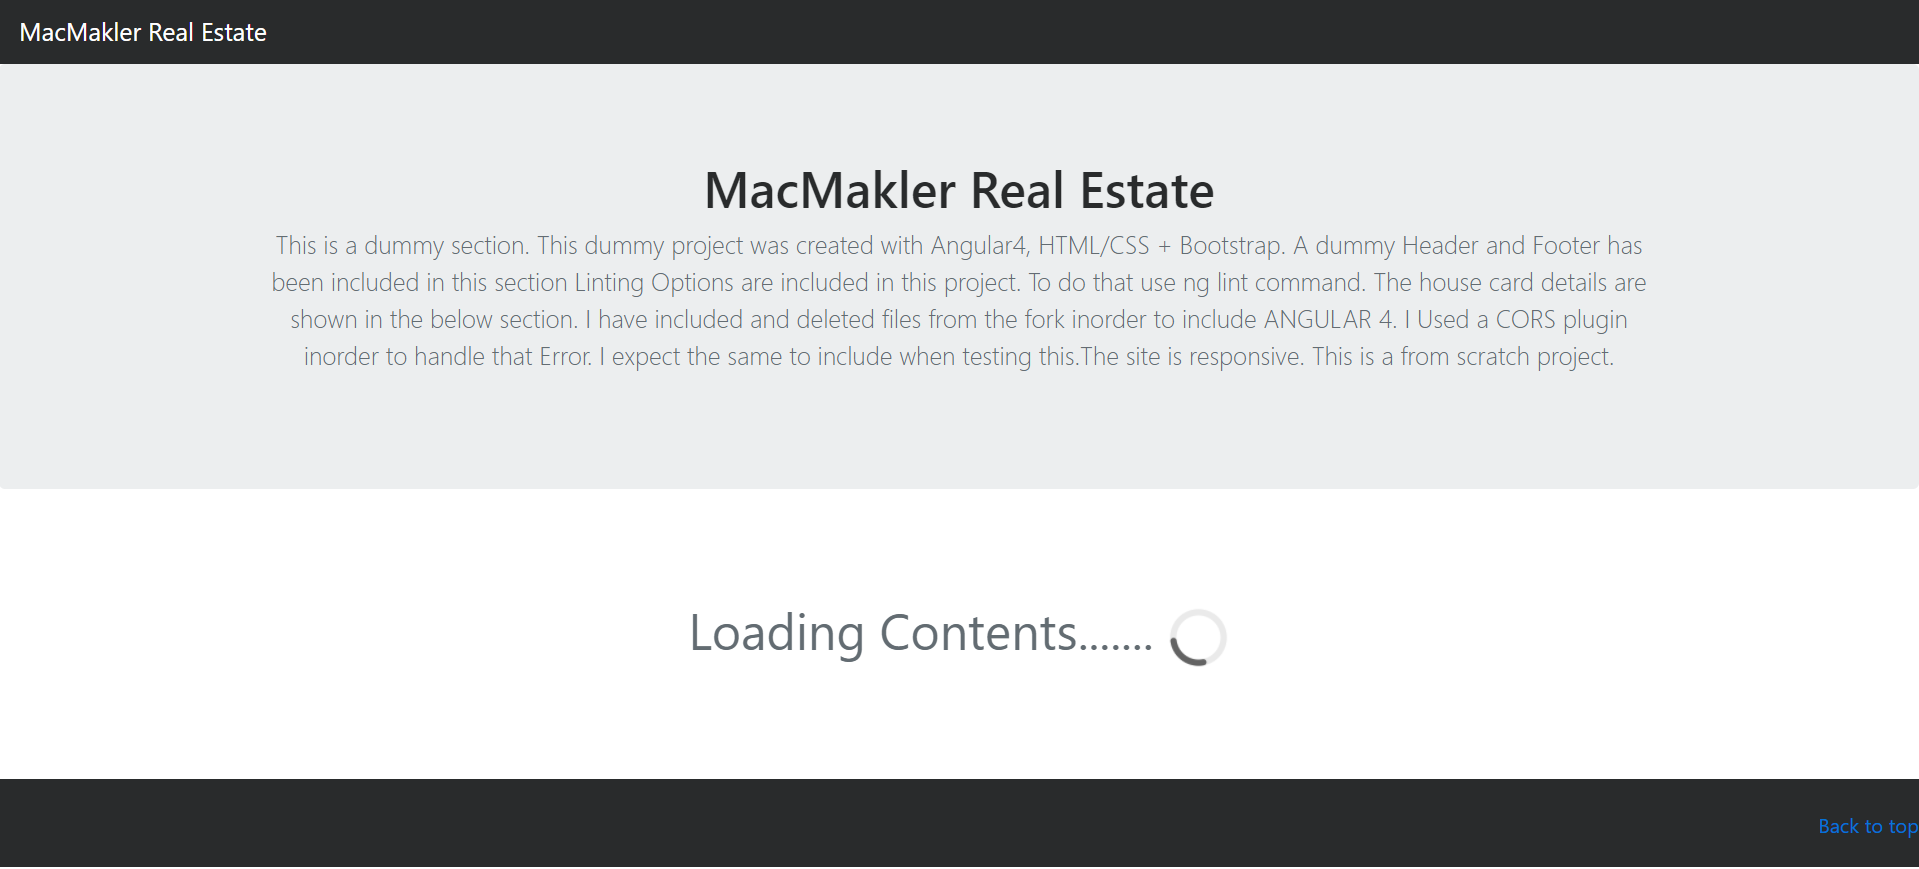 MacMakler Real Estate
MacMakler Real Estate
This is a dummy section. This dummy project was created with Angular4, HTML/CSS + Bootstrap. A dummy Header and Footer has
been included in this section Linting Options are included in this project. To do that use ng lint command. The house card details are
shown in the below section. I have included and deleted files from the fork inorder to include ANGULAR 4. I Used a CORS plugin
inorder to handle that Error. I expect the same to include when testing this.The site is responsive. This is a from scratch project.
Loading Contents.......
Back to top